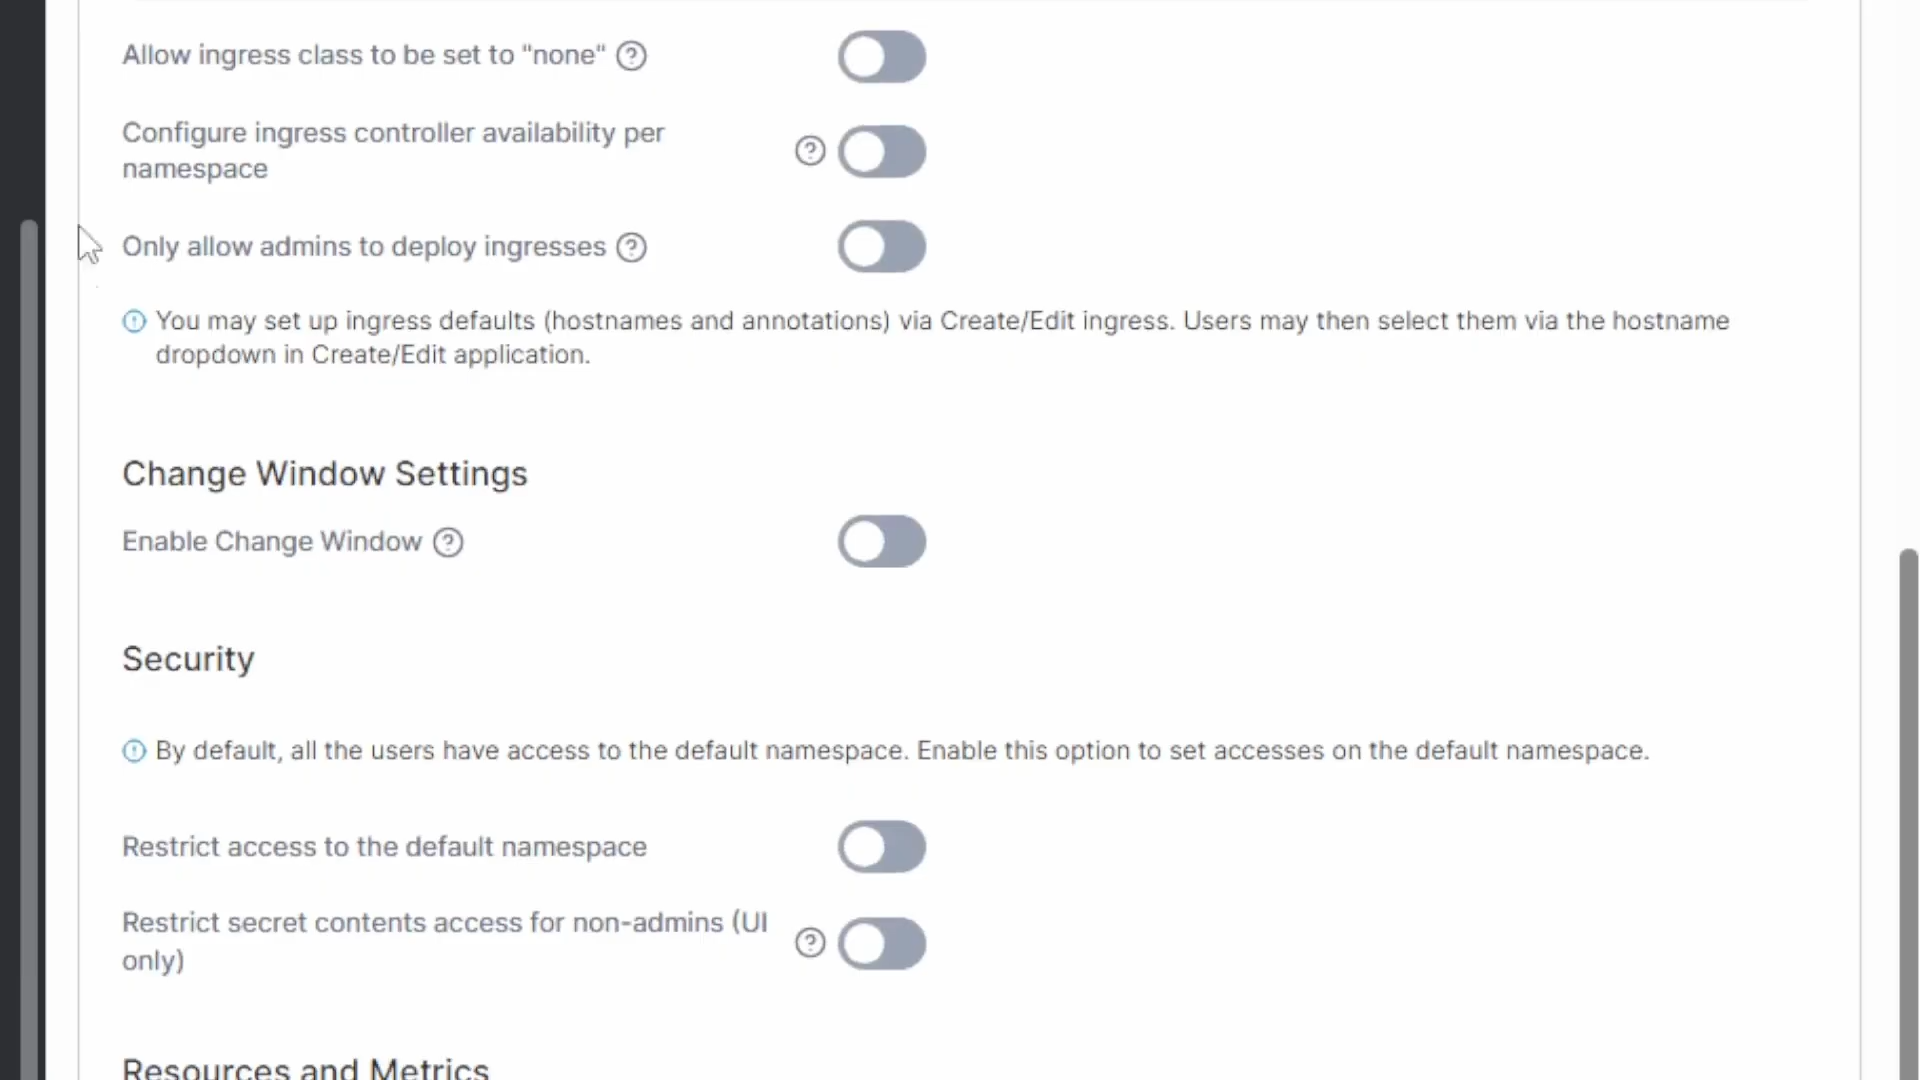 Allow ingress class to be set to "none"
Configure ingress controller availability per
namespace
Only allow admins to deploy ingresses
You may set up ingress defaults (hostnames and annotations) via Create/Edit ingress. Users may then select them via the hostname
dropdown in Create/Edit application.
Change Window Settings
Enable Change Window
Security
By default, all the users have access to the default namespace. Enable this option to set accesses on the default namespace.
Restrict access to the default namespace
Restrict secret contents access for non-admins (UI
only)
Resources and Metrics